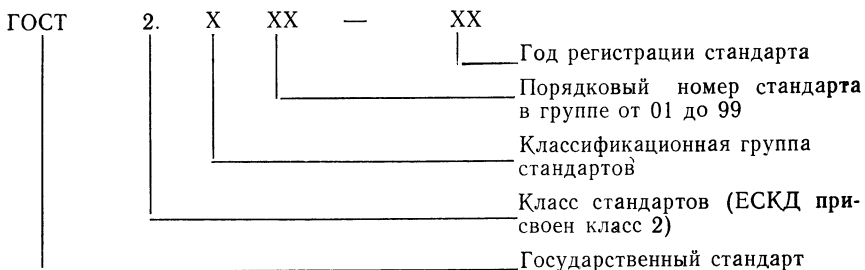 ГОСТ 2. X XX — XX
Год регистрации стандарта
Порядковый номер стандарта
в группе от 01 до 99
Классификационная группа
стандартов
Класс стандартов (ЕСКД при-
своен класс 2)
Государственный стандарт